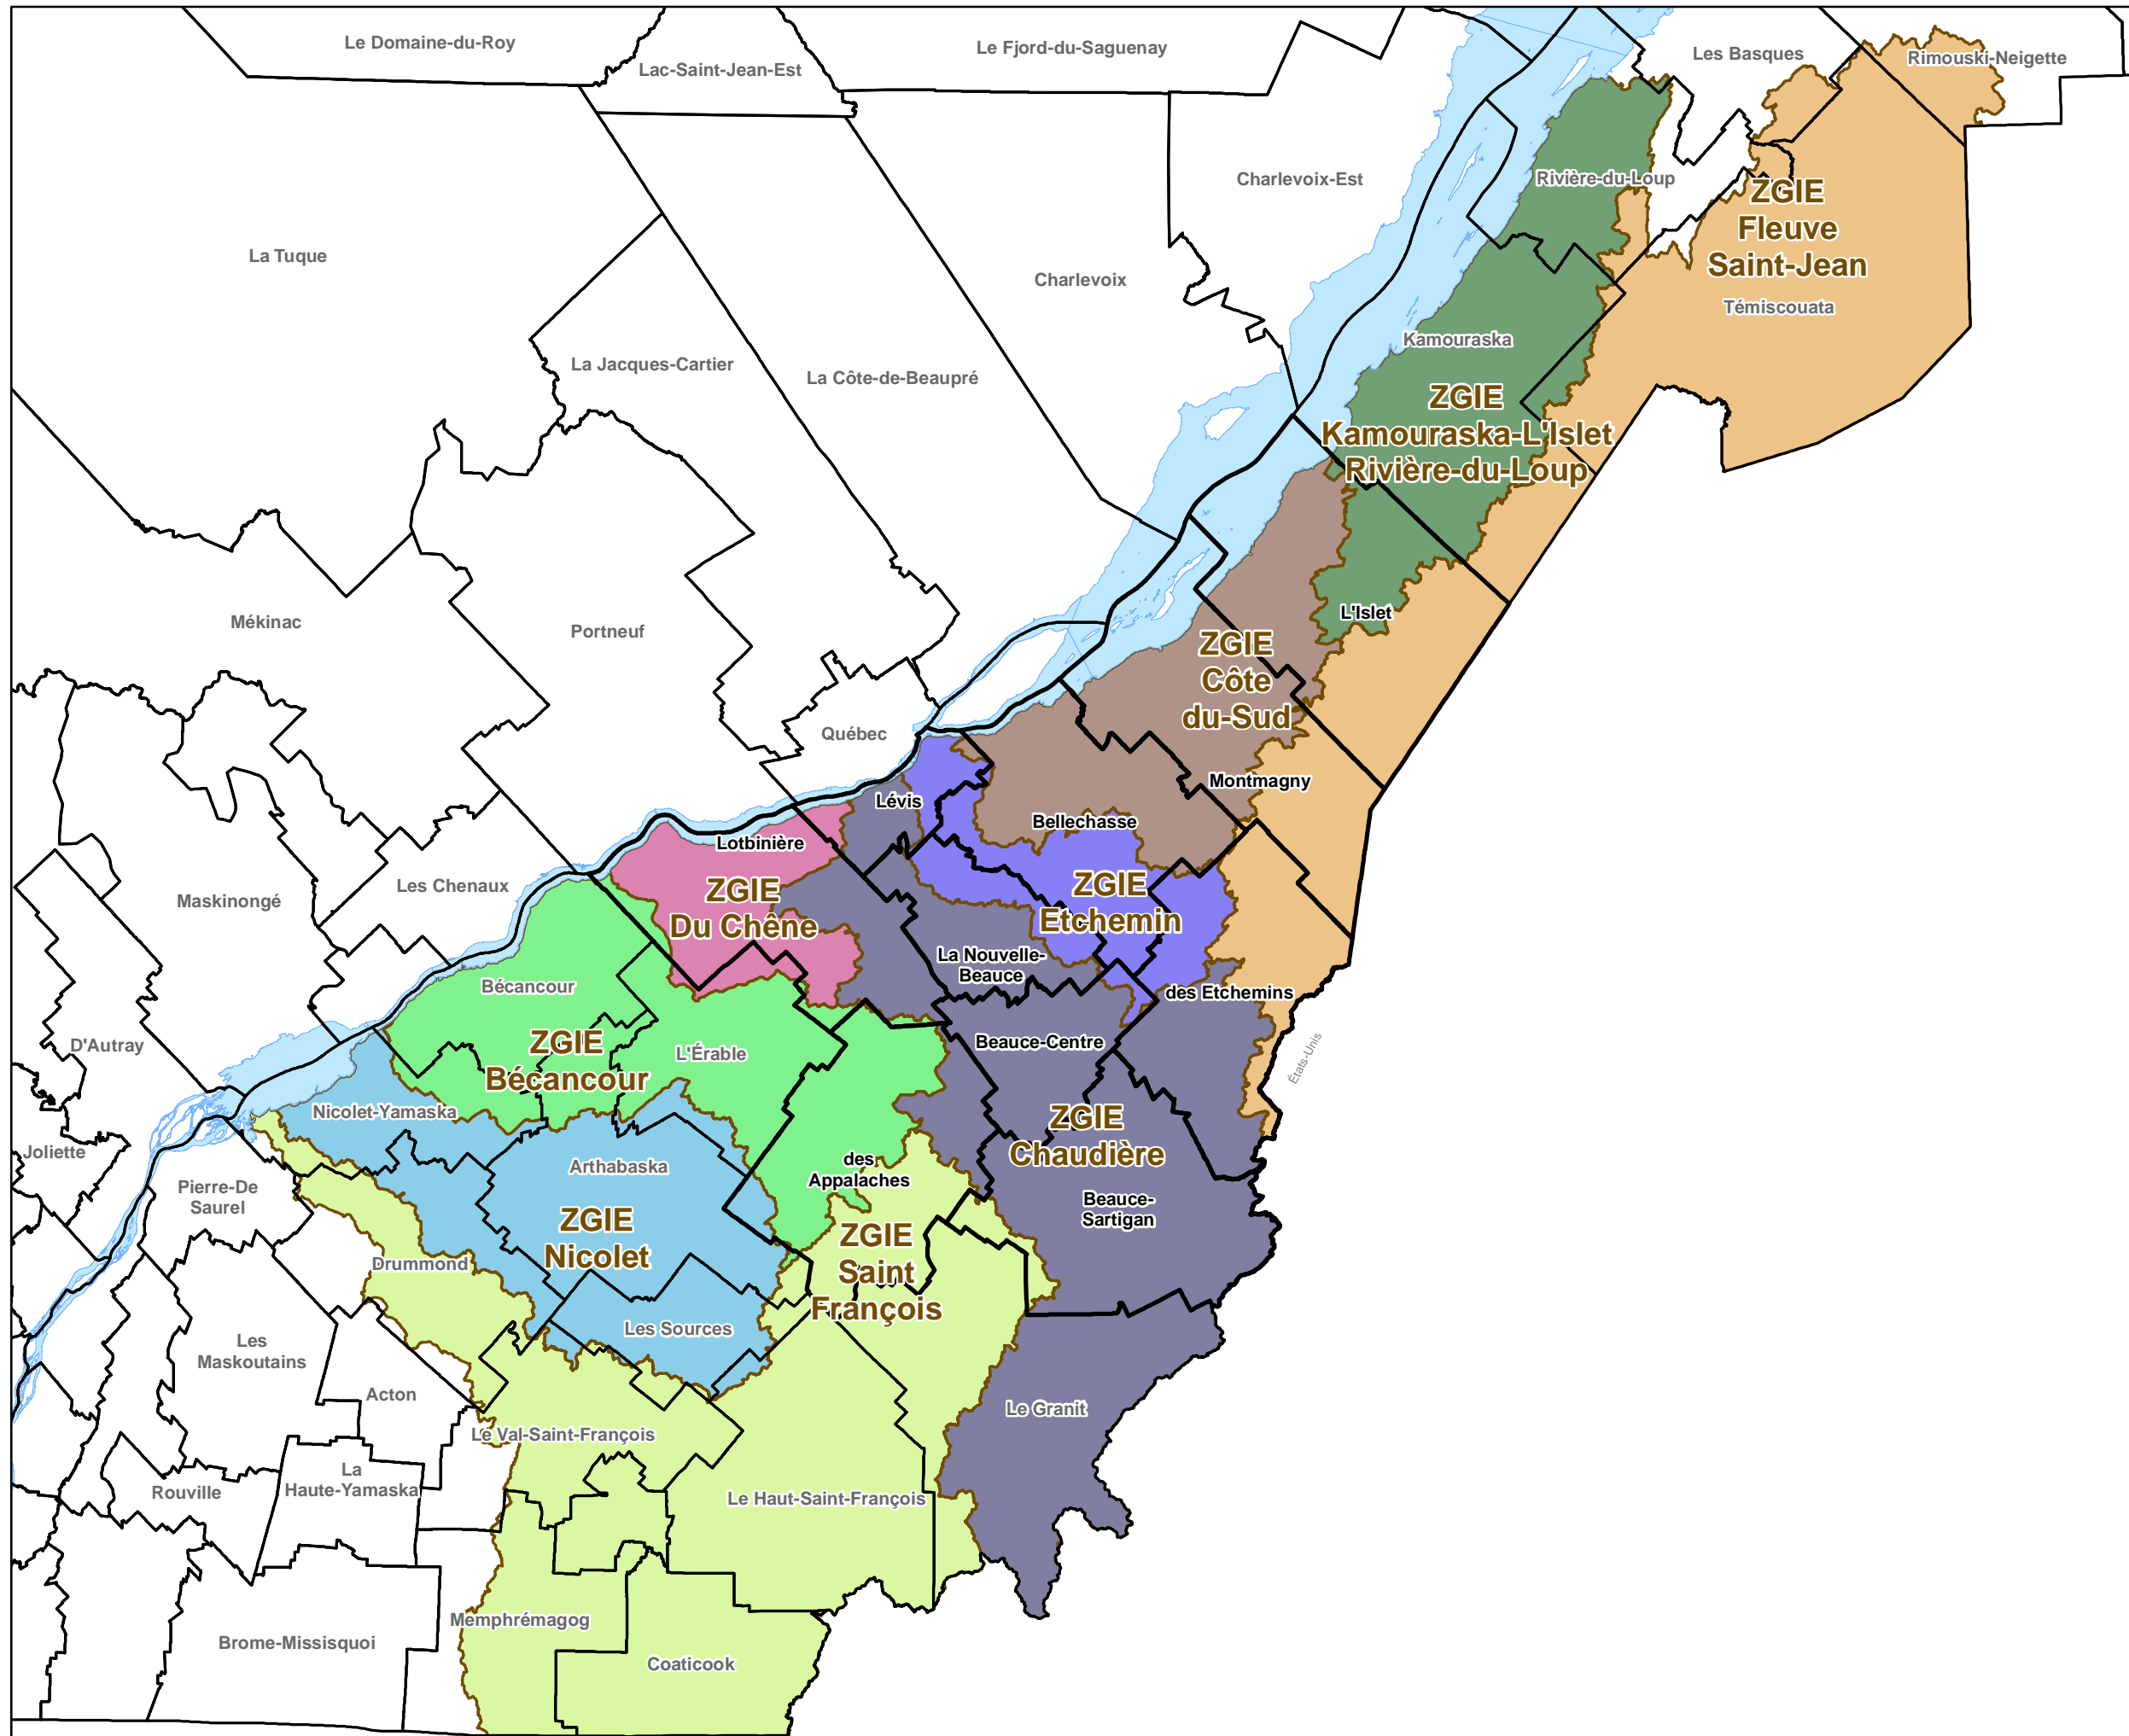 Le Domaine-du-Roy
Lac-Saint-Jean-Est
Le Fjord-du-Saguenay
Les Basques
Rimouski-Neigette
La Tuque
Charlevoix-Est
Rivière-du-Loup
ZGIE
Fleuve
Saint-Jean
Charlevoix
Témiscouata
Kamouraska
La Jacques-Cartier
La Côte-de-Beaupré
ZGIE
Kamouraska-L'Islet
Rivière-du-Loup
Mékinac
Portneuf
L'Islet
ZGIE
Côte
du-Sud
Québec
Montmagny
Lévis
Bellechasse
Lotbinière
Les Chenaux
Maskinongé
ZGIE
Du Chêne
ZGIE
Etchemin
La Nouvelle-
Beauce
Bécancour
des Etchemins
D'Autray
ZGIE
Bécancour
L'Érable
Beauce-Centre
États-Unis
Nicolet-Yamaska
ZGIE
Chaudière
Joliette
Arthabaska
des
Appalaches
Pierre-De
Saurel
Beauce-
Sartigan
ZGIE
Nicolet
ZGIE
Saint
François
Drummond
Les Sources
Les
Maskoutains
Acton
Le Granit
Le Val-Saint-François
La
Haute-Yamaska
Rouville
Le Haut-Saint-François
Memphrémagog
Brome-Missisquoi
Coaticook